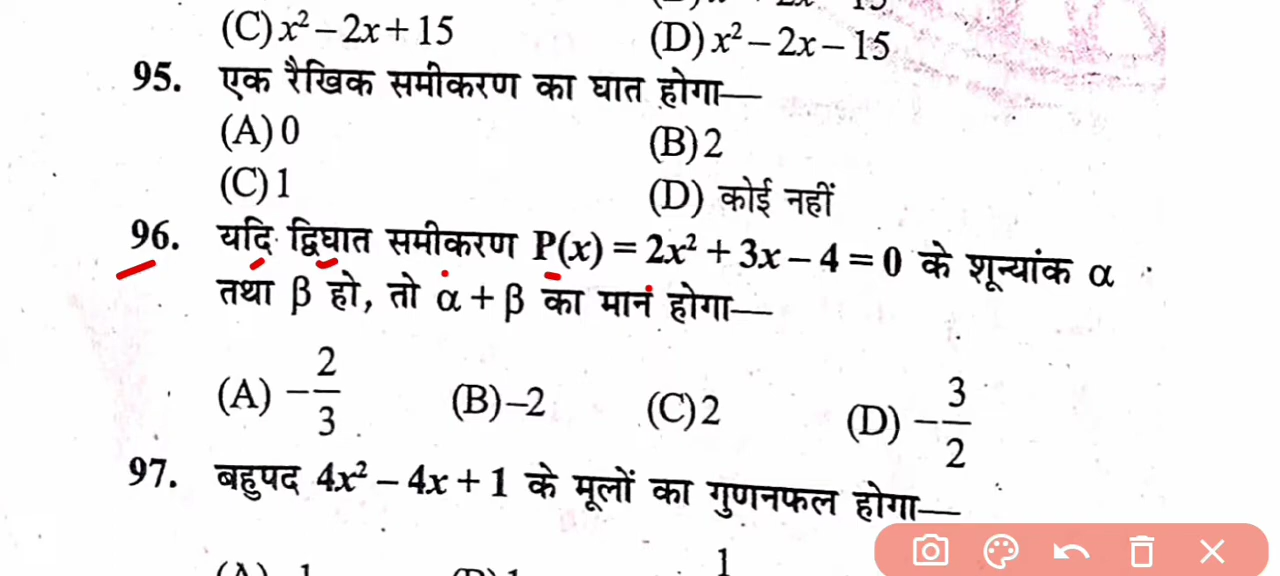 (C) x² – 2x + 15 (D) x² – 2x – 15
95. एक रैखिक समीकरण का घात होगा—
(A) 0 (B) 2
(C) 1 (D) कोई नहीं
96. यदि द्विघात समीकरण P(x) = 2x² + 3x – 4 = 0 के शून्यांक α
तथा β हो, तो α + β का मान होगा—
(A) –2/3 (B) –2 (C) 2 (D) –3/2
97. बहुपद 4x² – 4x + 1 के मूलों का गुणनफल होगा—